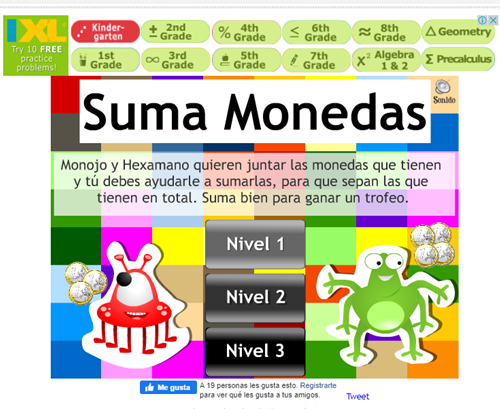 IXL
Try 10 FREE
practice
problems!
Kinder-
garten
+ 2nd
Grade
% 4th
Grade
≤ 6th
Grade
≈ 8th
Grade
△ Geometry
1st
Grade
∞ 3rd
Grade
5th
Grade
7th
Grade
X² Algebra
1 & 2
Σ Precalculus
Suma Monedas
Sonido
Monojo y Hexamano quieren juntar las monedas que tienen
y tú debes ayudarle a sumarlas, para que sepan las que
tienen en total. Suma bien para ganar un trofeo.
Nivel 1
Nivel 2
Nivel 3
Me gusta
A 19 personas les gusta esto. Regístrarte
para ver qué les gusta a tus amigos.
Tweet